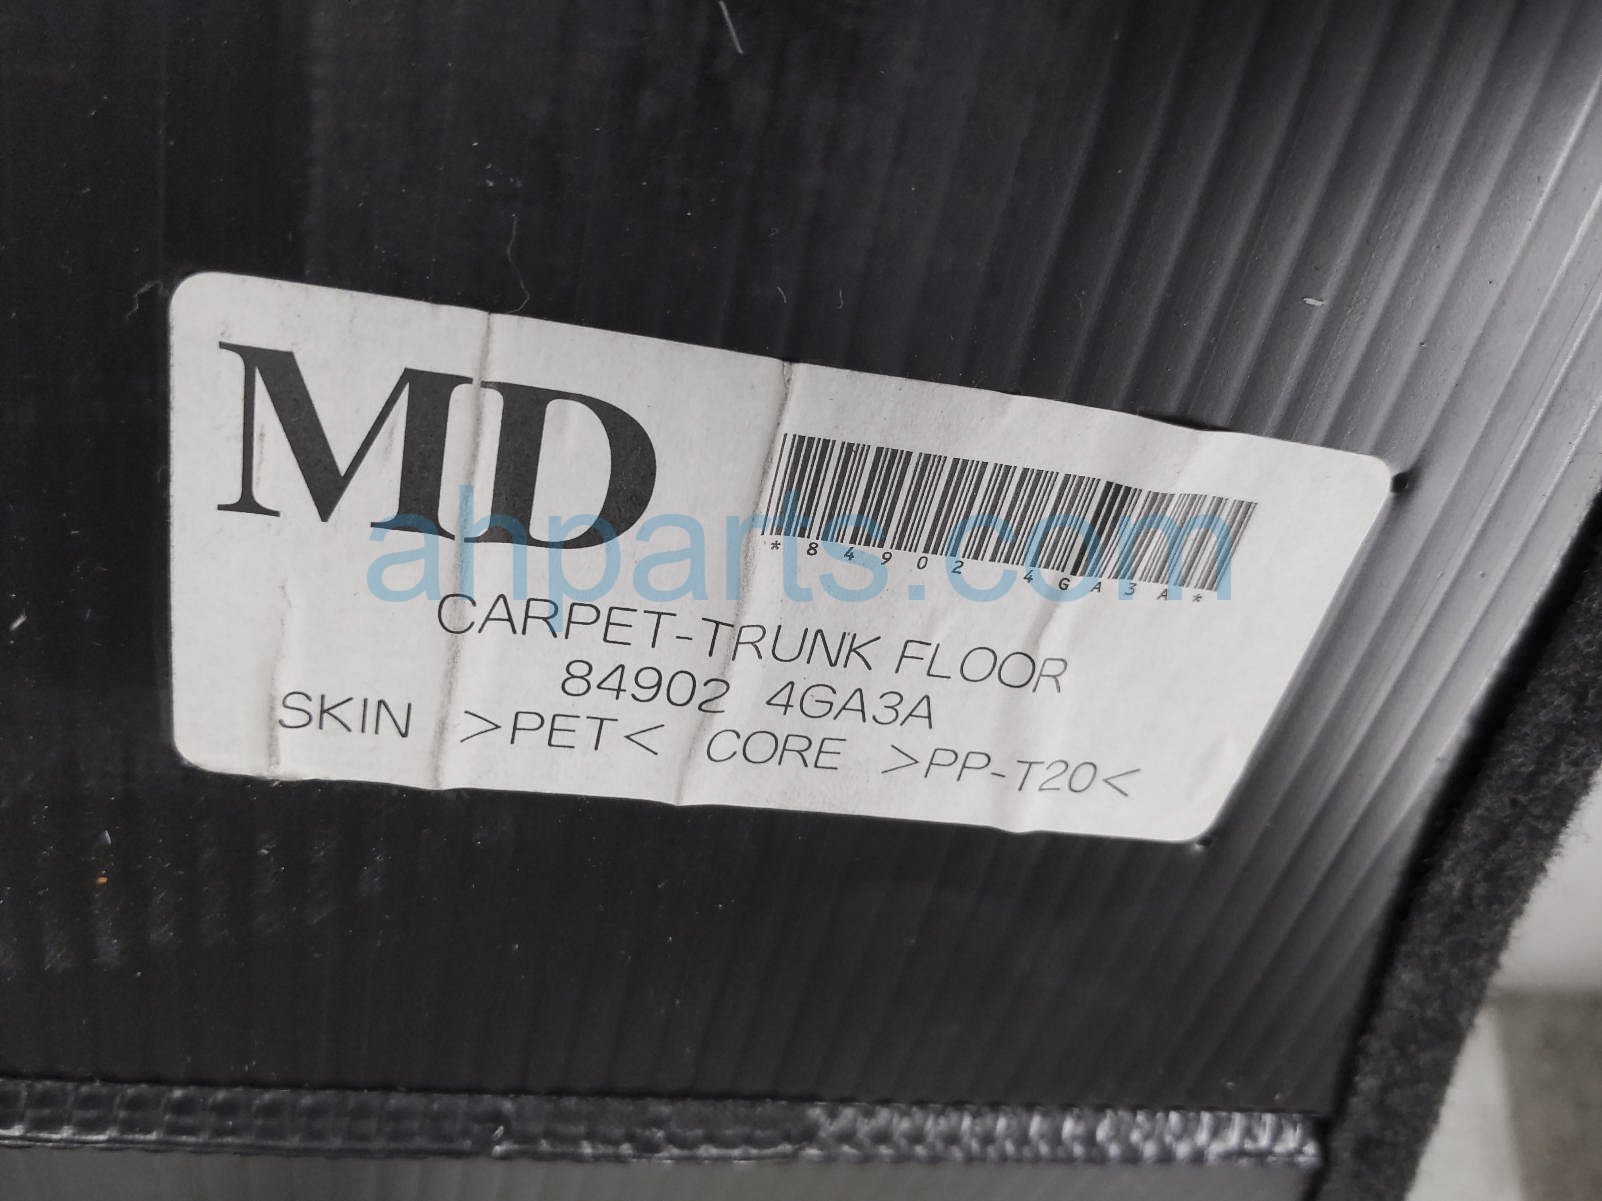 MD
*84902 4GA3A*
ahparts.com
CARPET-TRUNK FLOOR
84902 4GA3A
SKIN >PET< CORE >PP-T20<